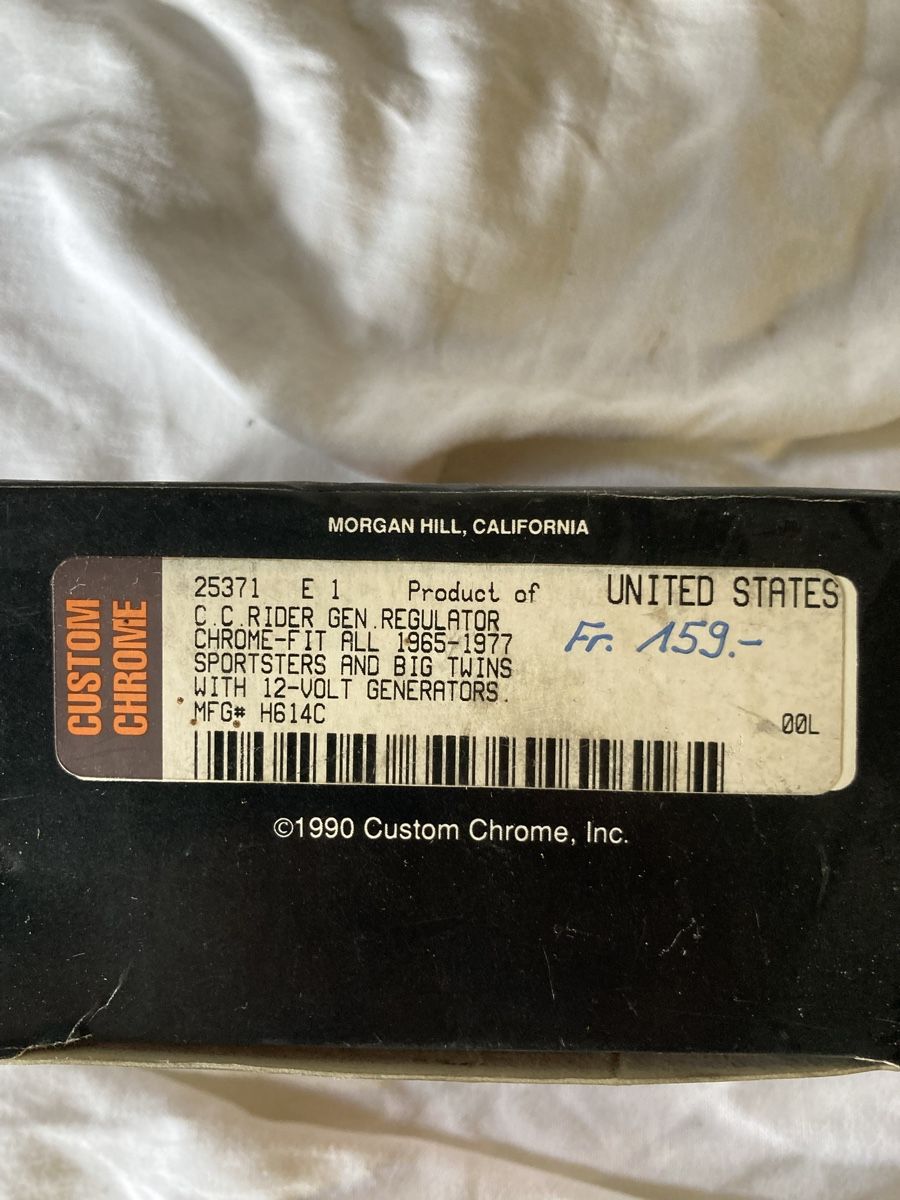 MORGAN HILL, CALIFORNIA
CUSTOM
CHROME
25371 E 1 Product of UNITED STATES
C.C.RIDER GEN.REGULATOR
CHROME-FIT ALL 1965-1977
SPORTSTERS AND BIG TWINS
WITH 12-VOLT GENERATORS.
MFG# H614C
Fr. 159.-
00L
©1990 Custom Chrome, Inc.